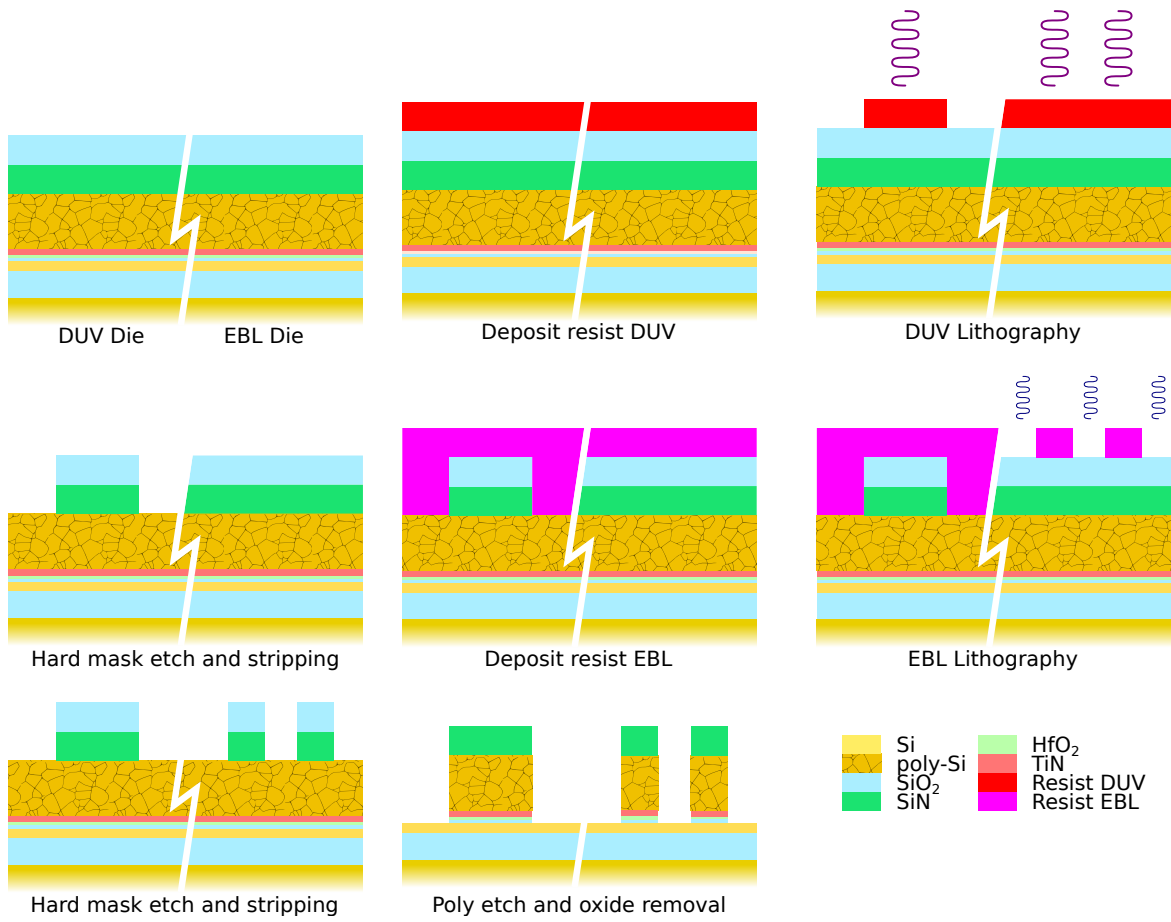 DUV Die
EBL Die
Deposit resist DUV
DUV Lithography
Hard mask etch and stripping
Deposit resist EBL
EBL Lithography
Hard mask etch and stripping
Poly etch and oxide removal
Si
poly-Si
SiO₂
SiN
HfO₂
TiN
Resist DUV
Resist EBL